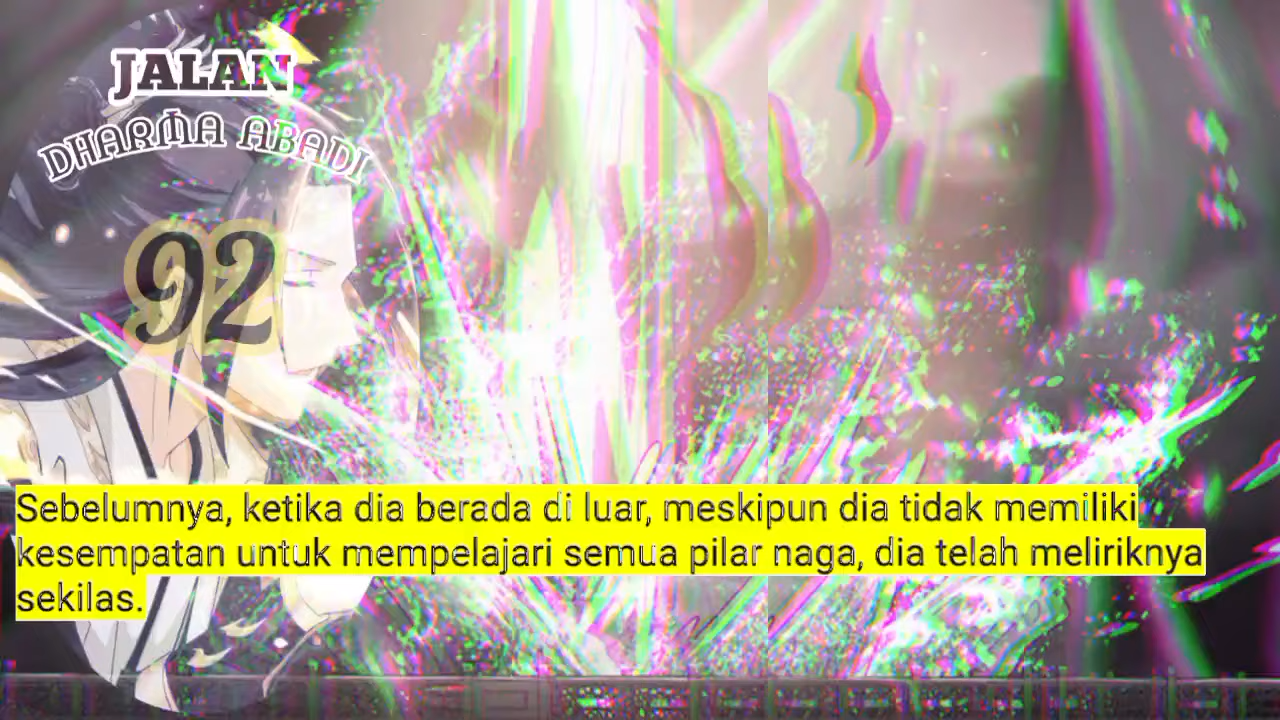 JALAN
DHARMA ABADI
92
Sebelumnya, ketika dia berada di luar, meskipun dia tidak memiliki
kesempatan untuk mempelajari semua pilar naga, dia telah meliriknya
sekilas.